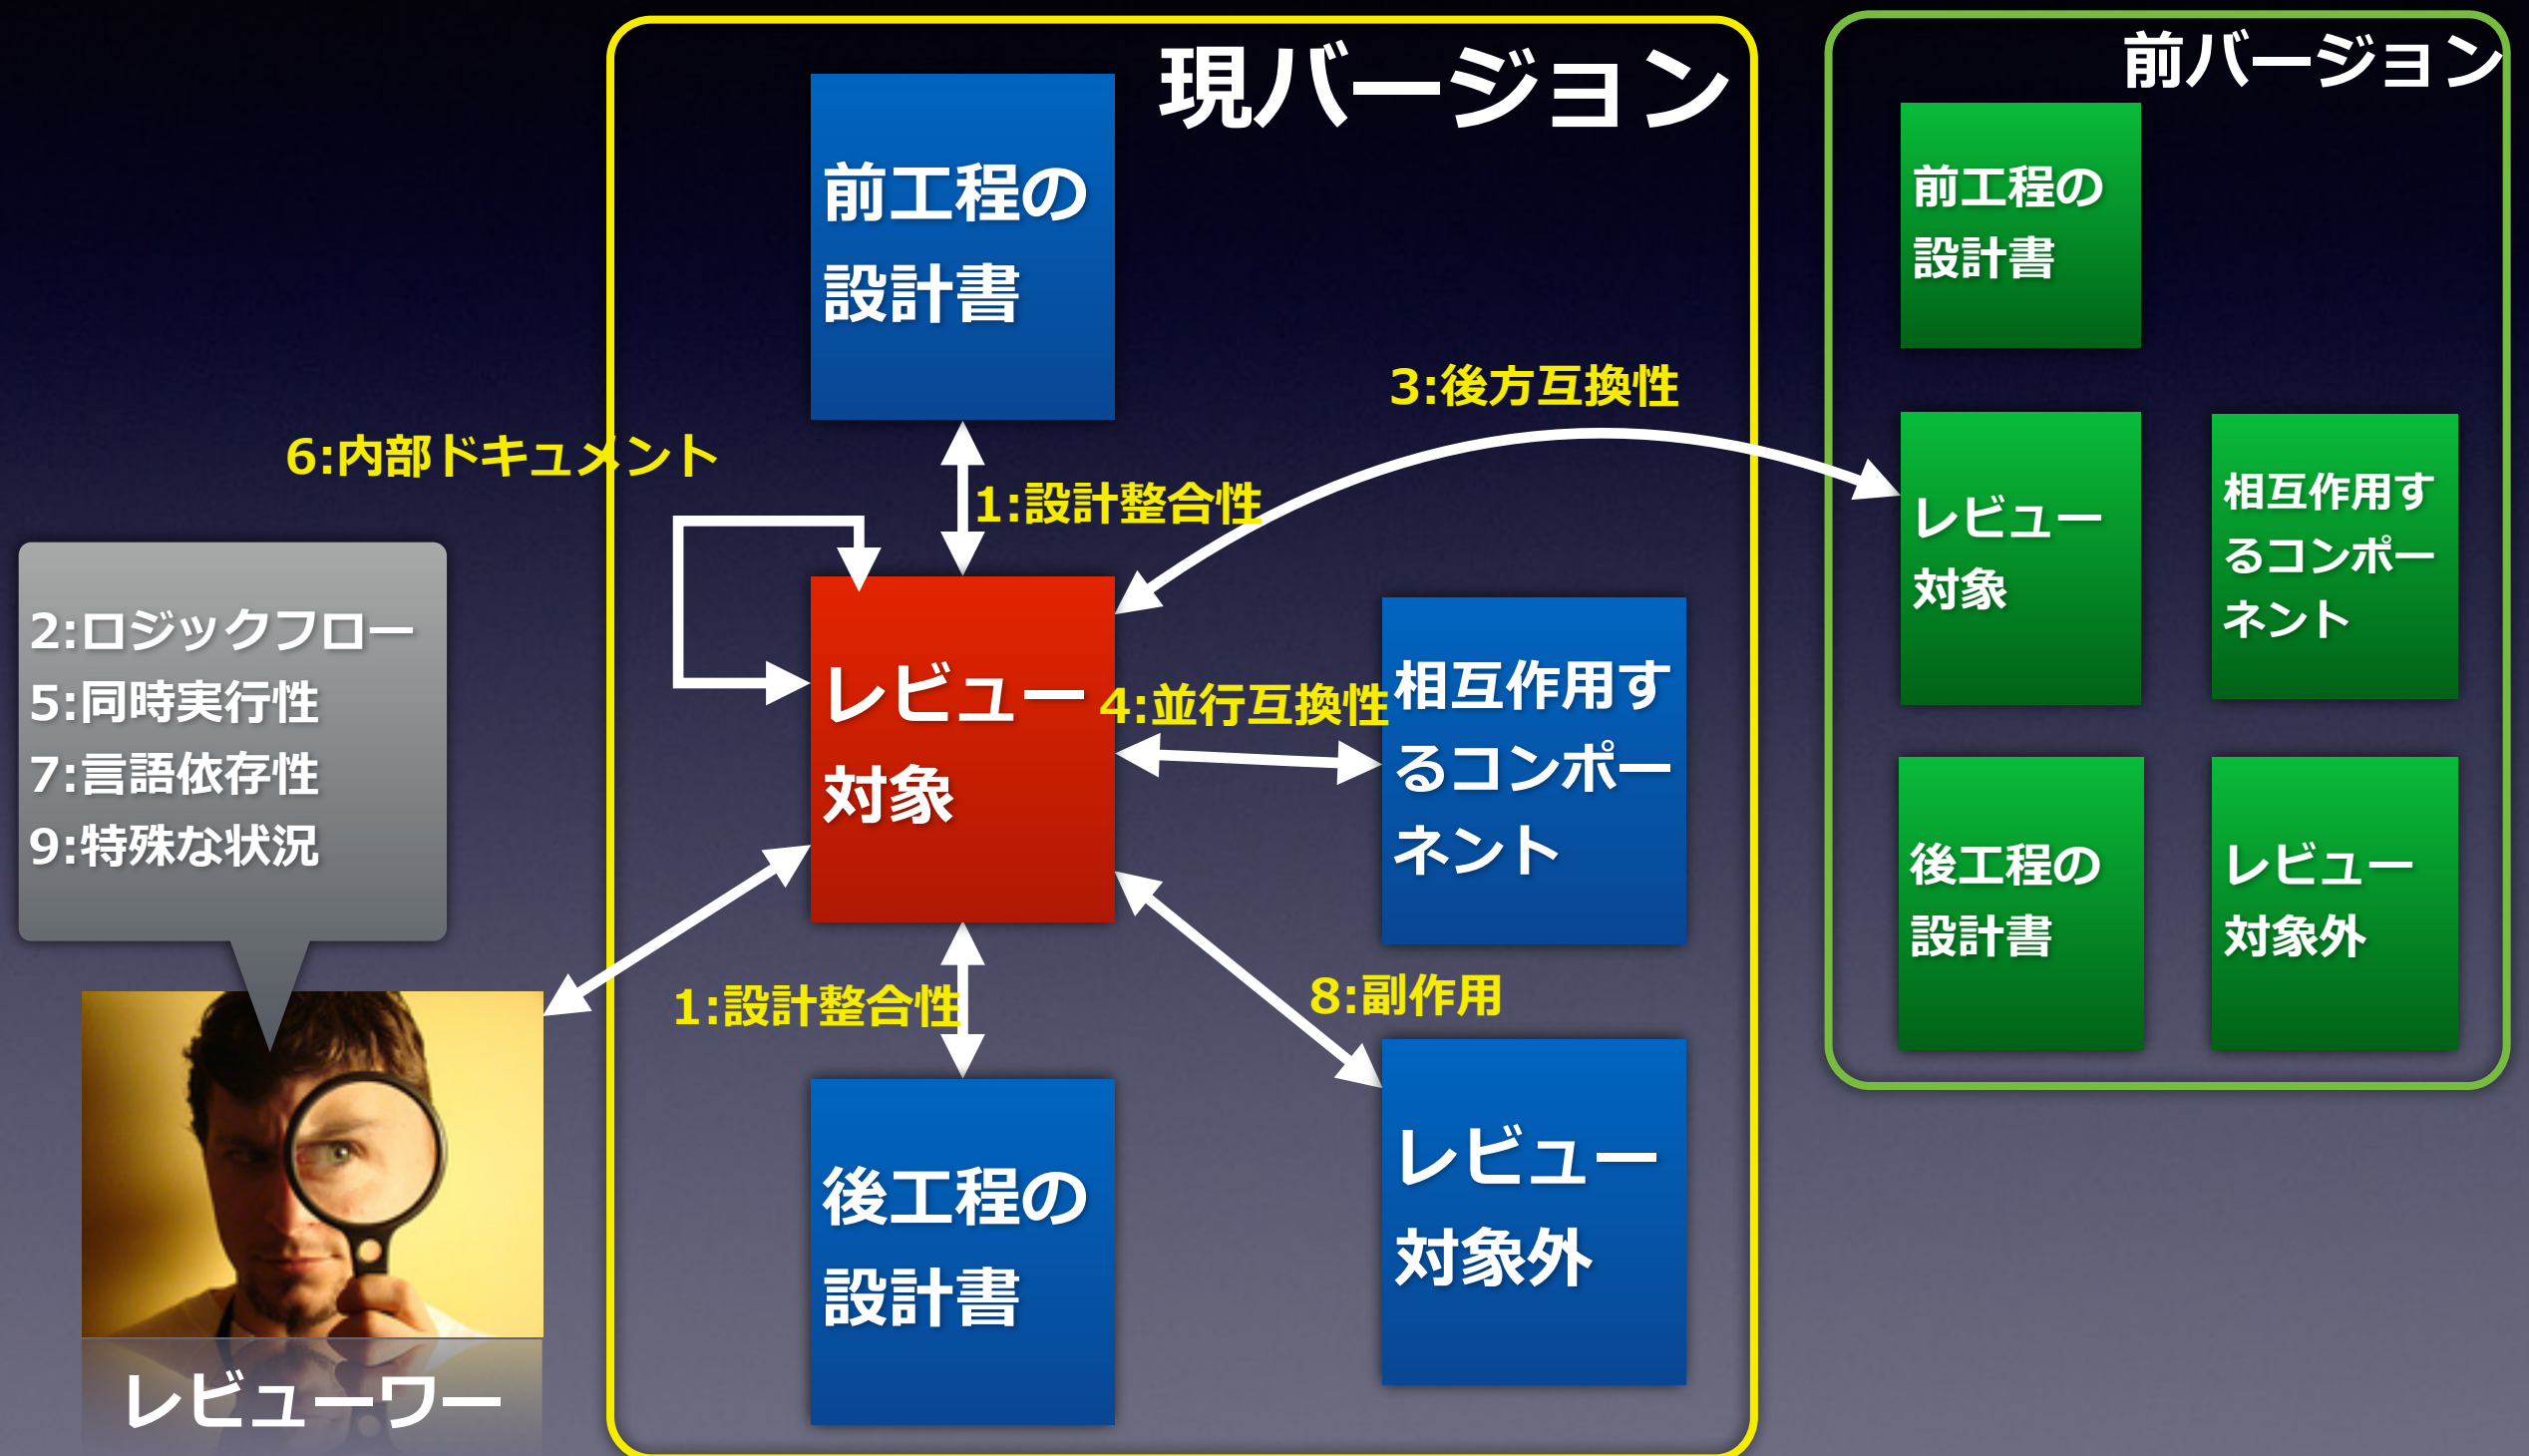 現バージョン
前バージョン
前工程の
設計書
前工程の
設計書
3:後方互換性
6:内部ドキュメント
1:設計整合性
レビュー
対象
相互作用す
るコンポー
ネント
2:ロジックフロー
5:同時実行性
7:言語依存性
9:特殊な状況
レビュー
対象
4:並行互換性
相互作用す
るコンポー
ネント
後工程の
設計書
レビュー
対象外
1:設計整合性
8:副作用
後工程の
設計書
レビュー
対象外
レビューワー